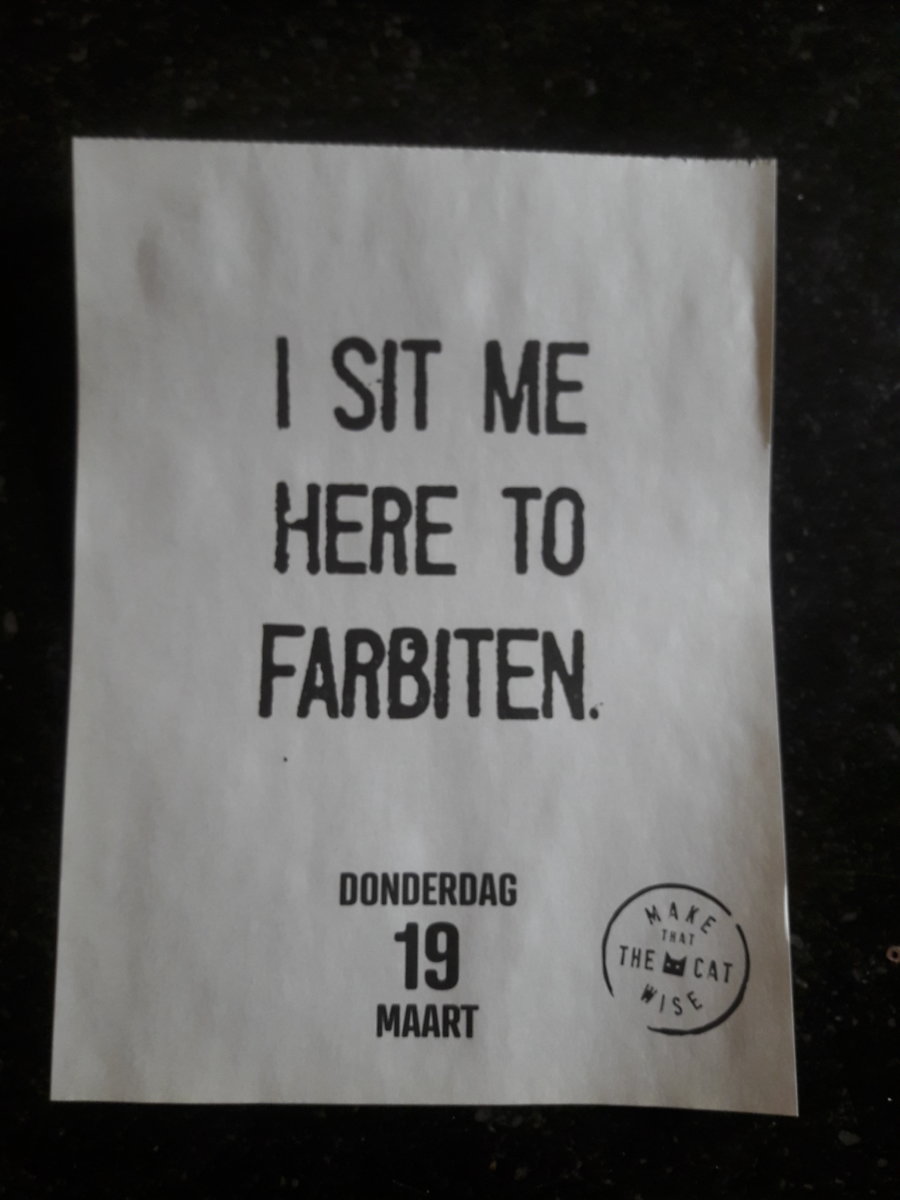 I SIT ME
HERE TO
FARBITEN.
DONDERDAG
19
MAART
MAKE
THAT
THE CAT
WISE